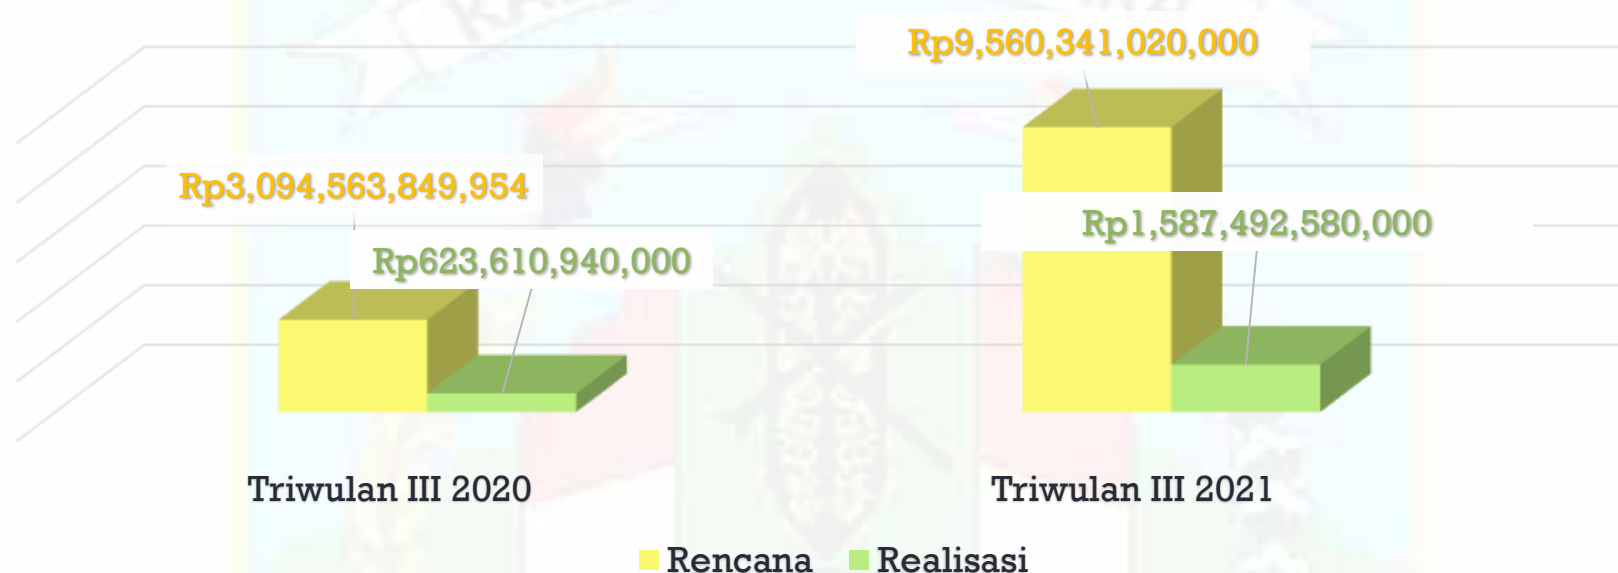 Rp9,560,341,020,000
Rp3,094,563,849,954
Rp1,587,492,580,000
Rp623,610,940,000
Triwulan III 2020
Triwulan III 2021
Rencana
Realisasi